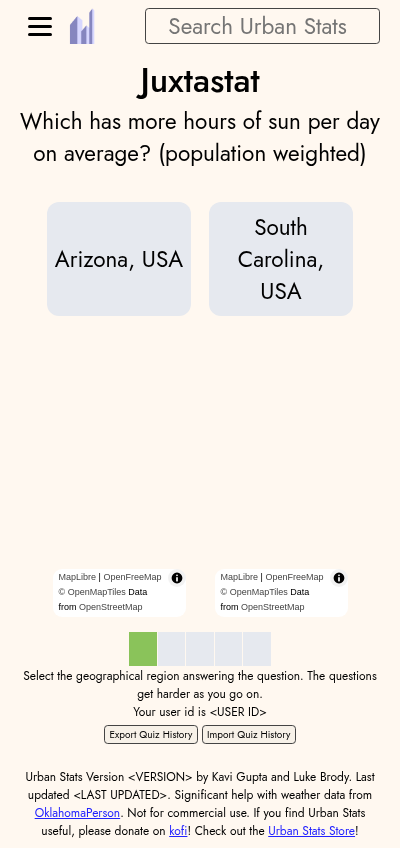 Search Urban Stats
Juxtastat
Which has more hours of sun per day
on average? (population weighted)
Arizona, USA
South
Carolina,
USA
MapLibre | OpenFreeMap
© OpenMapTiles Data
from OpenStreetMap
MapLibre | OpenFreeMap
© OpenMapTiles Data
from OpenStreetMap
Select the geographical region answering the question. The questions
get harder as you go on.
Your user id is <USER ID>
Export Quiz History
Import Quiz History
Urban Stats Version <VERSION> by Kavi Gupta and Luke Brody. Last
updated <LAST UPDATED>. Significant help with weather data from
OklahomaPerson. Not for commercial use. If you find Urban Stats
useful, please donate on kofi! Check out the Urban Stats Store!